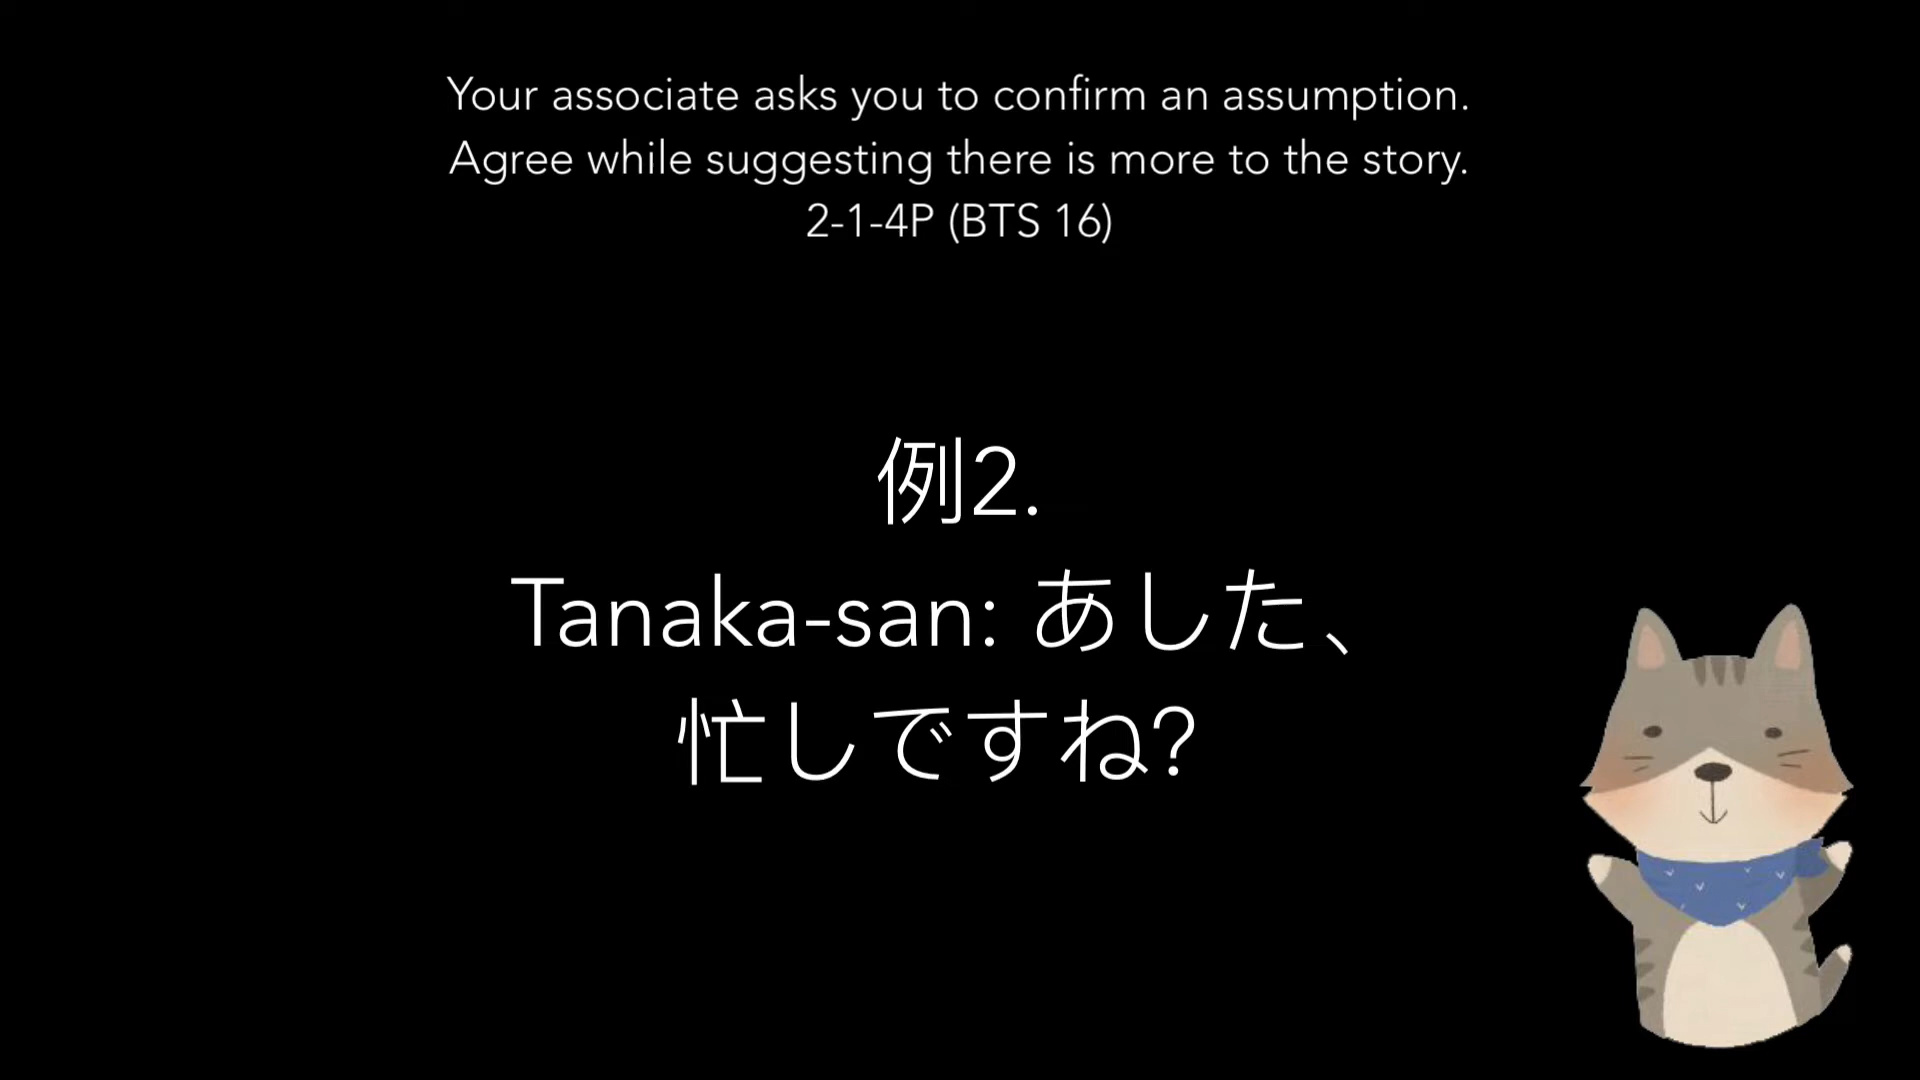 Your associate asks you to confirm an assumption.
Agree while suggesting there is more to the story.
2-1-4P (BTS 16)
例2.
Tanaka-san: あした、
忙しですね?